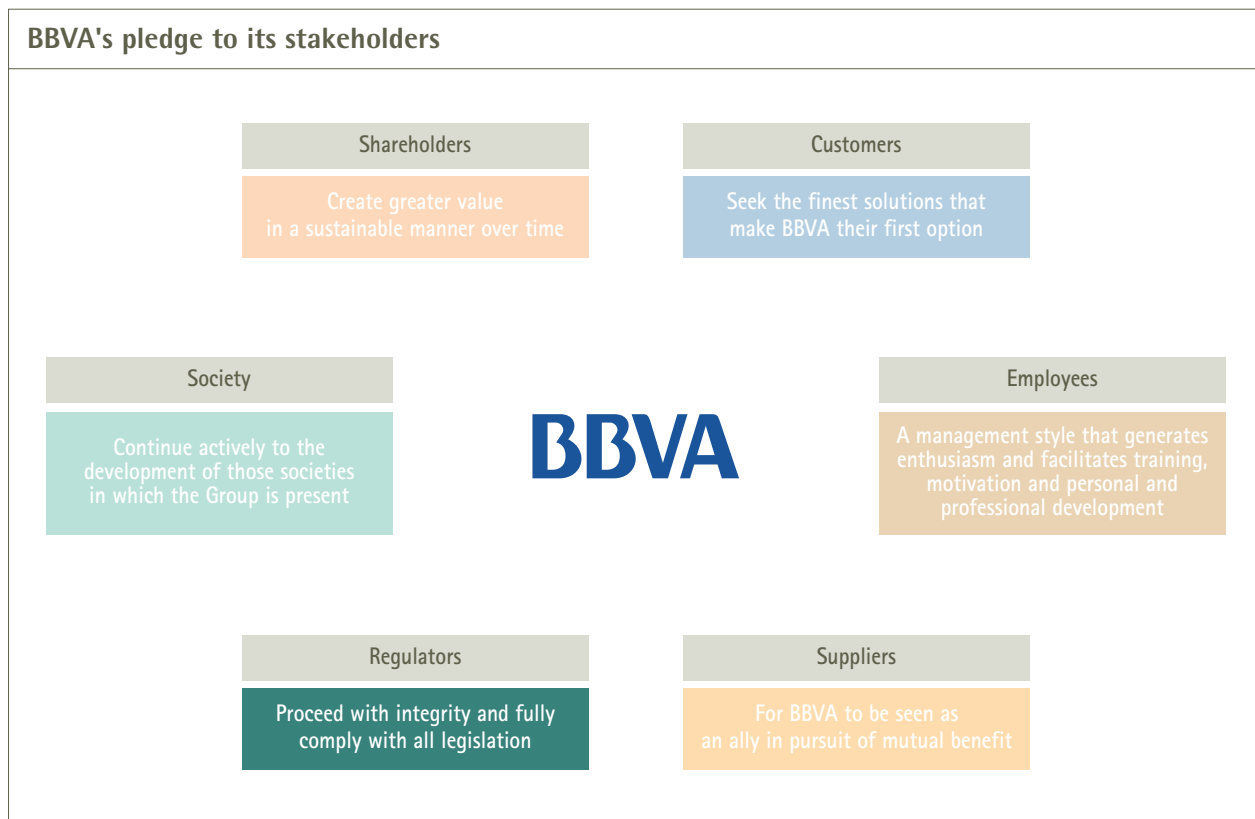 BBVA's pledge to its stakeholders
Shareholders
Create greater value
in a sustainable manner over time
Customers
Seek the finest solutions that
make BBVA their first option
Society
Continue actively to the
development of those societies
in which the Group is present
BBVA
Employees
A management style that generates
enthusiasm and facilitates training,
motivation and personal and
professional development
Regulators
Proceed with integrity and fully
comply with all legislation
Suppliers
For BBVA to be seen as
an ally in pursuit of mutual benefit